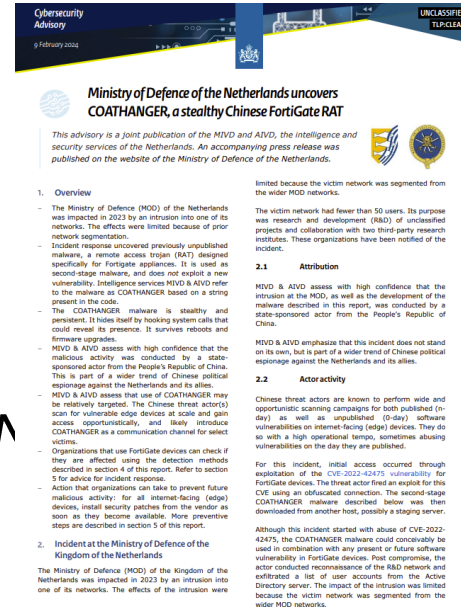 Cybersecurity
Advisory
9 February 2024
UNCLASSIFIE
TLP:CLEA
Ministry of Defence of the Netherlands uncovers
COATHANGER, a stealthy Chinese FortiGate RAT
This advisory is a joint publication of the MIVD and AIVD, the intelligence and
security services of the Netherlands. An accompanying press release was
published on the website of the Ministry of Defence of the Netherlands.
1. Overview
– The Ministry of Defence (MOD) of the Netherlands
was impacted in 2023 by an intrusion into one of its
networks. The effects were limited because of prior
network segmentation.
– Incident response uncovered previously unpublished
malware, a remote access trojan (RAT) designed
specifically for Fortigate appliances. It is used as
second-stage malware, and does not exploit a new
vulnerability. Intelligence services MIVD & AIVD refer
to the malware as COATHANGER based on a string
present in the code.
– The COATHANGER malware is stealthy and
persistent. It hides itself by hooking system calls that
could reveal its presence. It survives reboots and
firmware upgrades.
– MIVD & AIVD assess with high confidence that the
malicious activity was conducted by a state-
sponsored actor from the People's Republic of China.
This is part of a wider trend of Chinese political
espionage against the Netherlands and its allies.
– MIVD & AIVD assess that use of COATHANGER may
be relatively targeted. The Chinese threat actor(s)
scan for vulnerable edge devices at scale and gain
access opportunistically, and likely introduce
COATHANGER as a communication channel for select
victims.
– Organizations that use FortiGate devices can check if
they are affected using the detection methods
described in section 4 of this report. Refer to section
5 for advice for incident response.
– Action that organizations can take to prevent future
malicious activity: for all internet-facing (edge)
devices, install security patches from the vendor as
soon as they become available. More preventive
steps are described in section 5 of this report.
2. Incident at the Ministry of Defence of the
Kingdom of the Netherlands
The Ministry of Defence (MOD) of the Kingdom of the
Netherlands was impacted in 2023 by an intrusion into
one of its networks. The effects of the intrusion were
limited because the victim network was segmented from
the wider MOD networks.
The victim network had fewer than 50 users. Its purpose
was research and development (R&D) of unclassified
projects and collaboration with two third-party research
institutes. These organizations have been notified of the
incident.
2.1 Attribution
MIVD & AIVD assess with high confidence that the
intrusion at the MOD, as well as the development of the
malware described in this report, was conducted by a
state-sponsored actor from the People's Republic of
China.
MIVD & AIVD emphasize that this incident does not stand
on its own, but is part of a wider trend of Chinese political
espionage against the Netherlands and its allies.
2.2 Actor activity
Chinese threat actors are known to perform wide and
opportunistic scanning campaigns for both published (n-
day) as well as unpublished (0-day) software
vulnerabilities on internet-facing (edge) devices. They do
so with a high operational tempo, sometimes abusing
vulnerabilities on the day they are published.
For this incident, initial access occurred through
exploitation of the CVE-2022-42475 vulnerability for
FortiGate devices. The threat actor fired an exploit for this
CVE using an obfuscated connection. The second-stage
COATHANGER malware described below was then
downloaded from another host, possibly a staging server.
Although this incident started with abuse of CVE-2022-
42475, the COATHANGER malware could conceivably be
used in combination with any present or future software
vulnerability in FortiGate devices. Post compromise, the
actor conducted reconnaissance of the R&D network and
exfiltrated a list of user accounts from the Active
Directory server. The impact of the intrusion was limited
because the victim network was segmented from the
wider MOD networks.